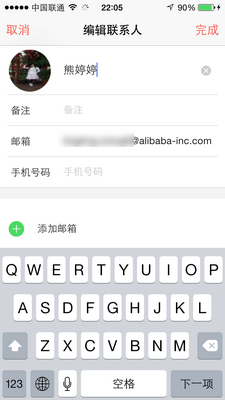 中国联通 22:05 90%
取消 编辑联系人 完成
熊婷婷
备注 备注
邮箱 @alibaba-inc.com
手机号码 手机号码
添加邮箱
Q W E R T Y U I O P
A S D F G H J K L
Z X C V B N M
123 空格 下一项